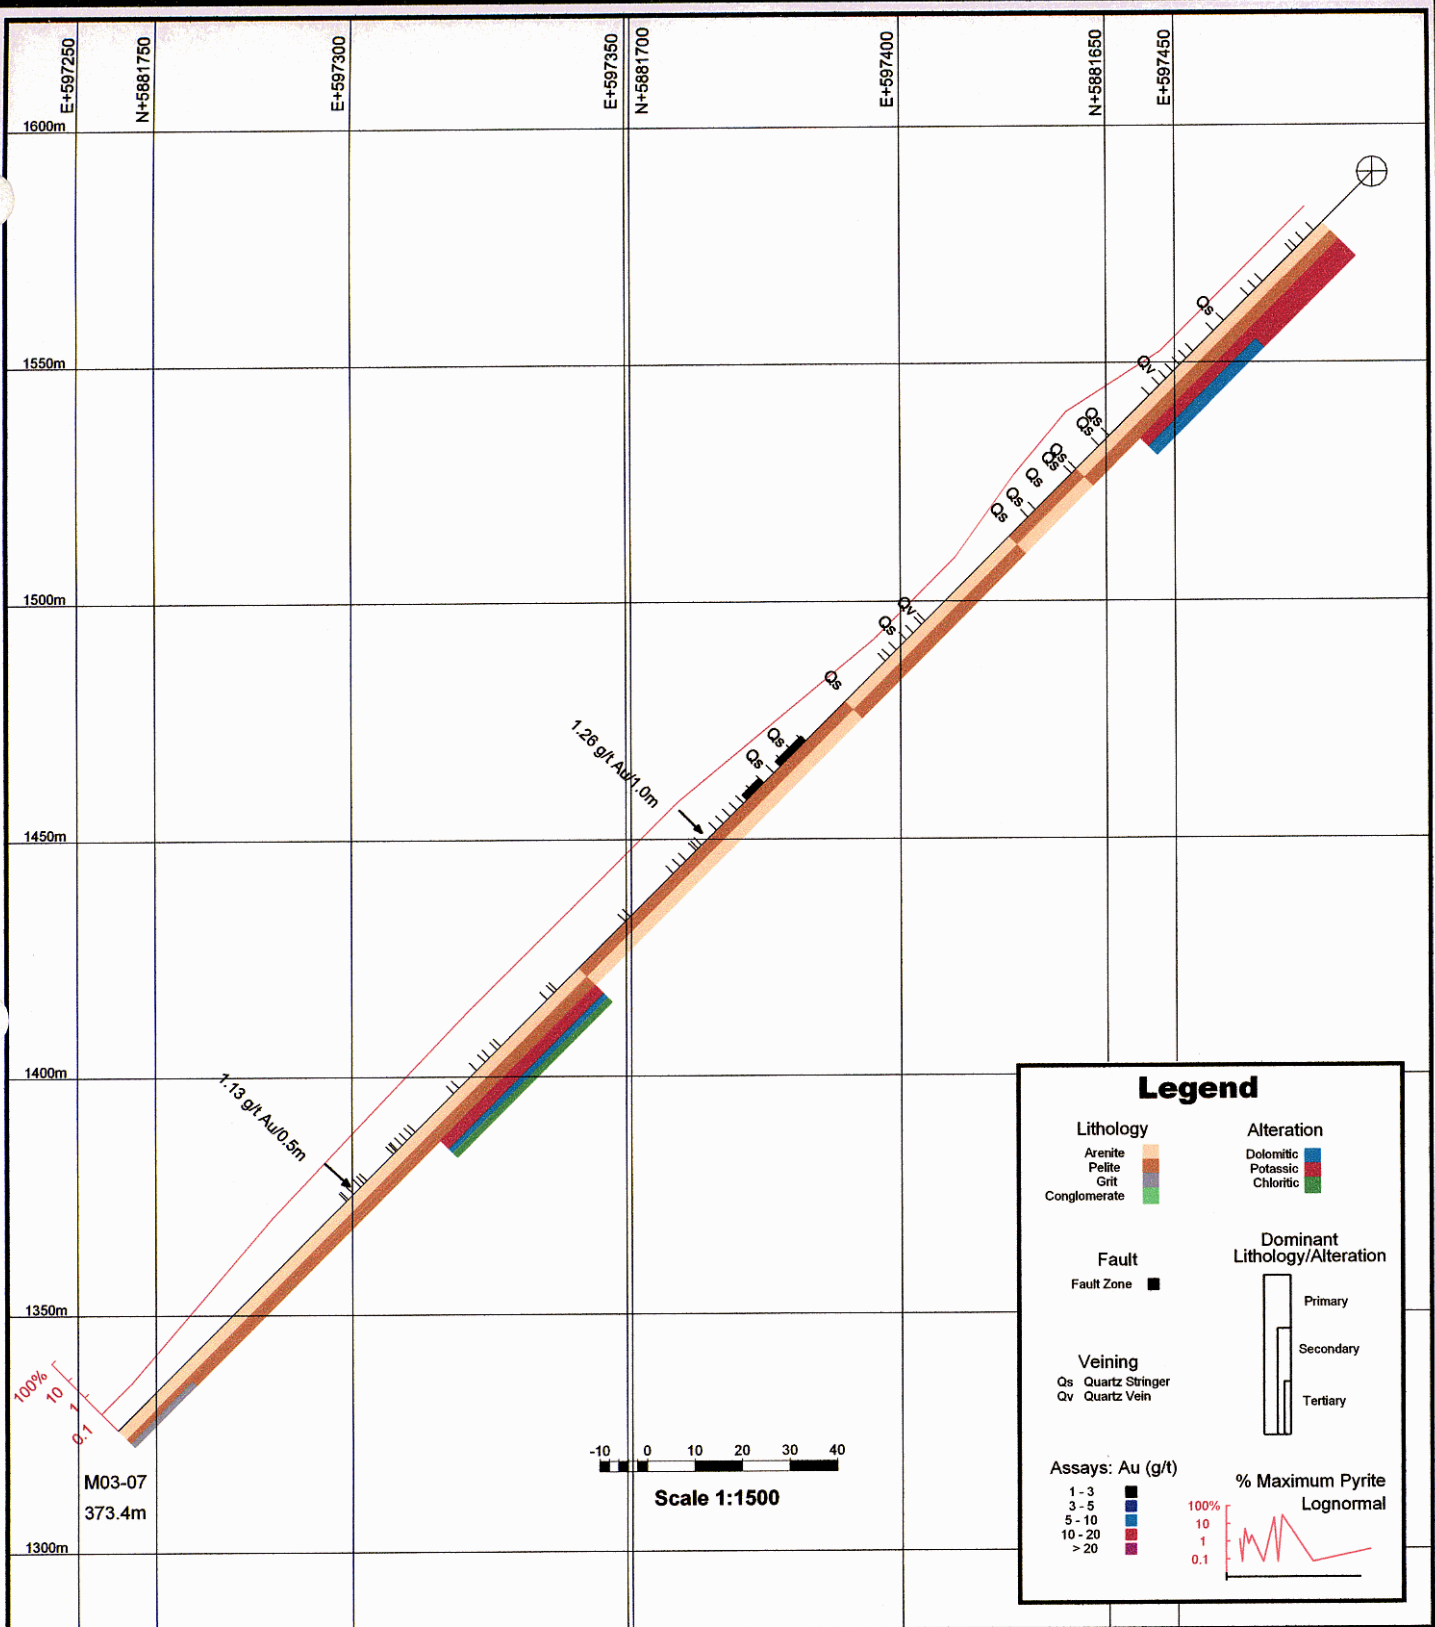 E+597250
N+5881750
E+597300
E+597350
N+5881700
E+597400
N+5881650
E+597450
1600m
1550m
1500m
1450m
1400m
1350m
1300m
Qs
Qv
Qs
Qs
Qs
Qs
Qs
Qs
Qs
Qv
Qs
Qs
Qs
Qs
1.26 g/t Au/1.0m
1.13 g/t Au/0.5m
100%
10
1
0.1
M03-07
373.4m
-10 0 10 20 30 40
Scale 1:1500
Legend
Lithology
Arenite
Pelite
Grit
Conglomerate
Alteration
Dolomitic
Potassic
Chloritic
Fault
Fault Zone
Dominant
Lithology/Alteration
Primary
Secondary
Tertiary
Veining
Qs Quartz Stringer
Qv Quartz Vein
Assays: Au (g/t)
1 - 3
3 - 5
5 - 10
10 - 20
> 20
% Maximum Pyrite
Lognormal
100%
10
1
0.1